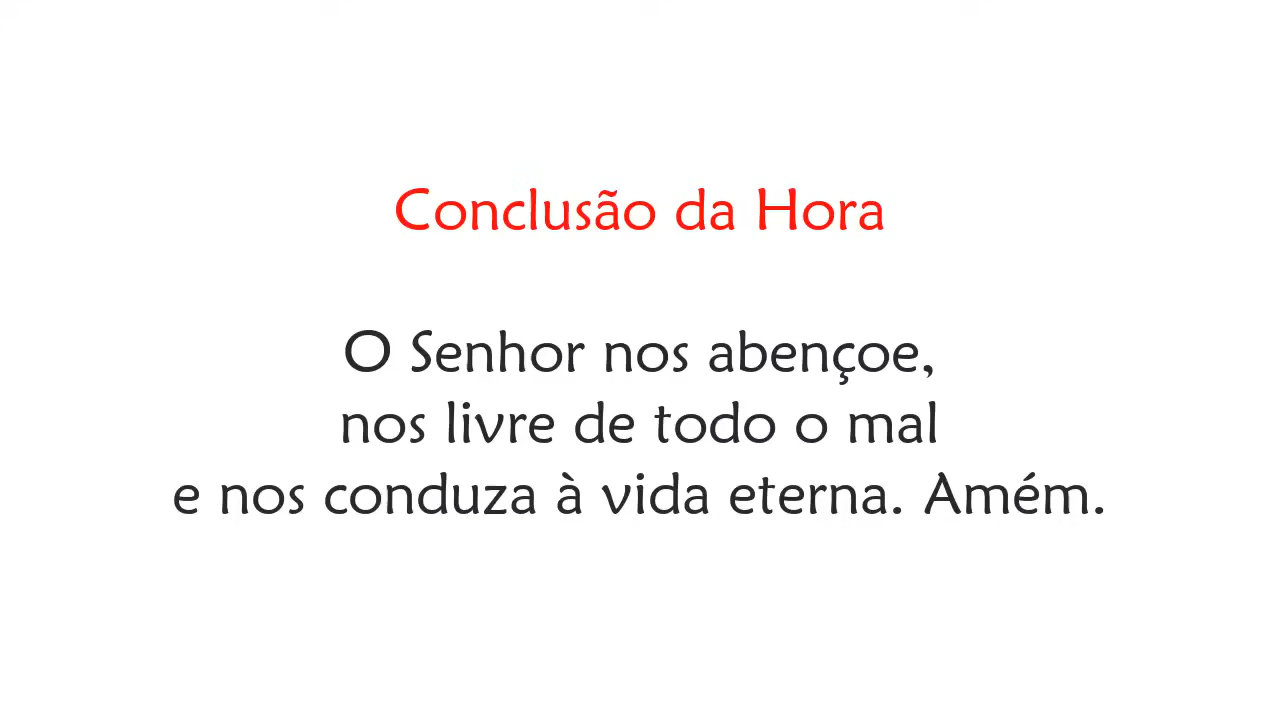 Conclusão da Hora
O Senhor nos abençoe,
nos livre de todo o mal
e nos conduza à vida eterna. Amém.